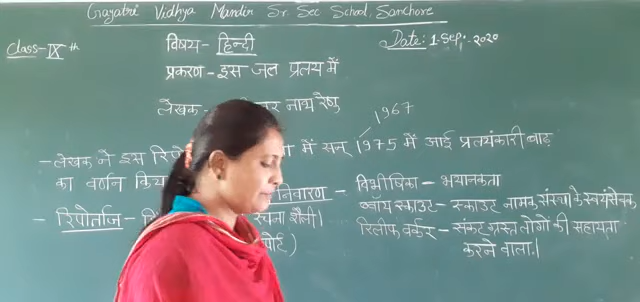 Gayatri Vidhya Mandir Sr. Sec School, Sanchore
Class - IX th
विषय - हिन्दी
Date: 1-Sep.-2020
प्रकरण - इस जल प्रलय में
लेखक - र नाथ रेणु
1967
- लेखक ने इस में सन् 1975 में आई प्रलयंकारी बाढ़
का वर्णन
निवारण - विभीषिका - भयानकता
- रिपोर्ताज - रचना शैली।
ब्वॉय स्काउट - स्काउट नामक संस्था के स्वयंसेवक
रिलीफ वर्कर - संकट ग्रस्त लोगों की सहायता
करने वाला।